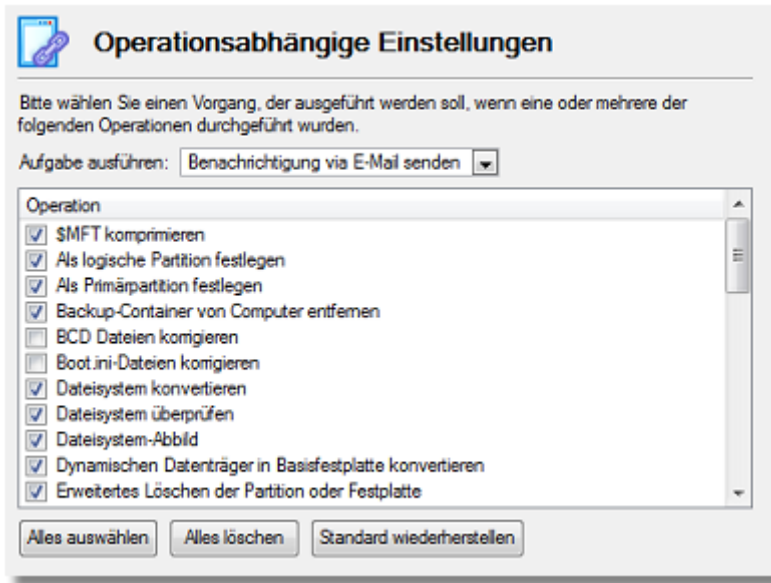 Operationsabhängige Einstellungen
Bitte wählen Sie einen Vorgang, der ausgeführt werden soll, wenn eine oder mehrere der
folgenden Operationen durchgeführt wurden.
Aufgabe ausführen: Benachrichtigung via E-Mail senden
Operation
$MFT komprimieren
Als logische Partition festlegen
Als Primärpartition festlegen
Backup-Container von Computer entfernen
BCD Dateien korrigieren
Boot.ini-Dateien korrigieren
Dateisystem konvertieren
Dateisystem überprüfen
Dateisystem-Abbild
Dynamischen Datenträger in Basisfestplatte konvertieren
Erweitertes Löschen der Partition oder Festplatte
Alles auswählen Alles löschen Standard wiederherstellen